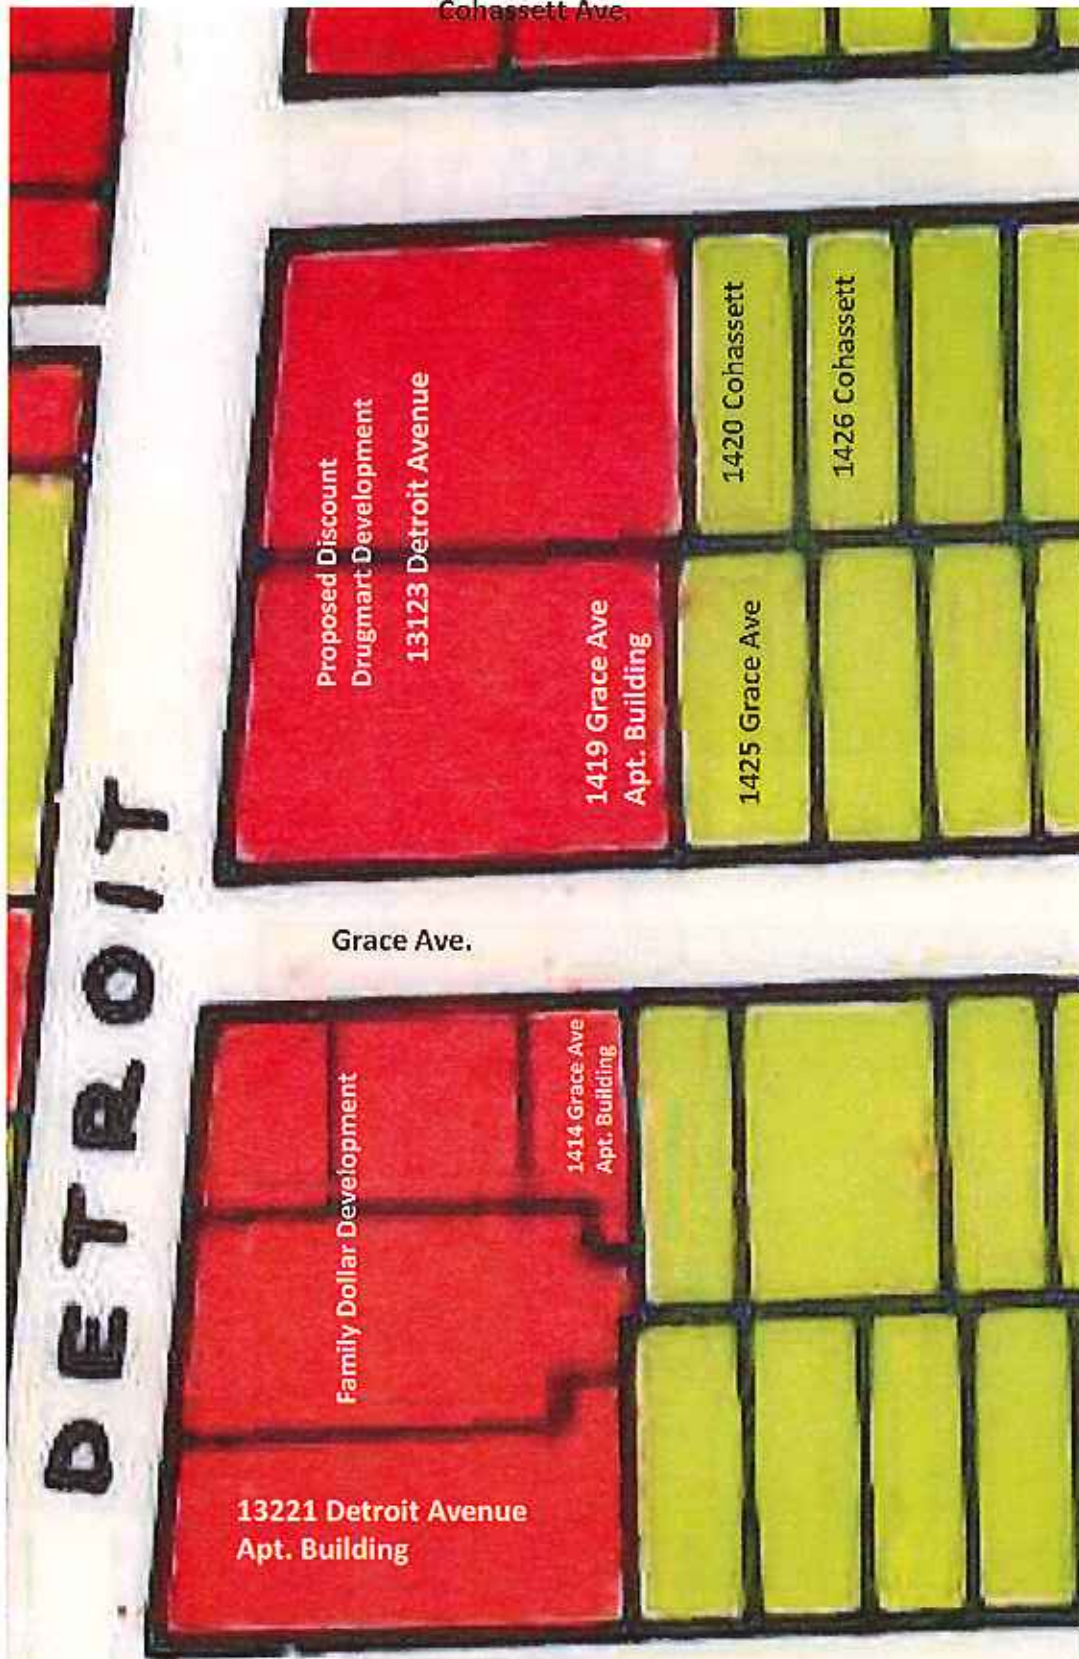 Cohassett Ave.
Proposed Discount
Drugmart Development
13123 Detroit Avenue
1420 Cohassett
1426 Cohassett
1419 Grace Ave
Apt. Building
1425 Grace Ave
DETROIT
Grace Ave.
1414 Grace Ave
Apt. Building
Family Dollar Development
13221 Detroit Avenue
Apt. Building